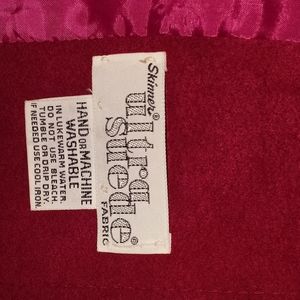 Skinner®
ultra
suede®
FABRIC
HAND OR MACHINE
WASHABLE
IN LUKEWARM WATER.
DO NOT USE BLEACH.
TUMBLE OR DRIP DRY.
IF NEEDED USE COOL IRON.